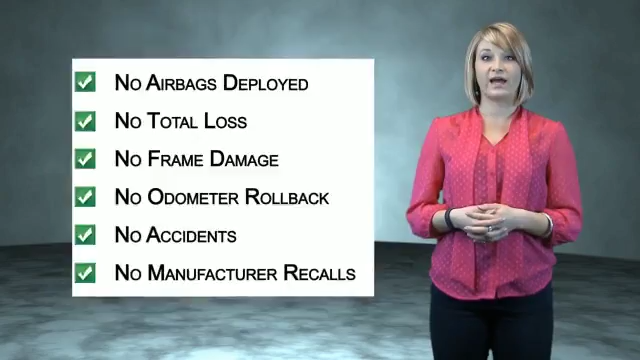 No Airbags Deployed
No Total Loss
No Frame Damage
No Odometer Rollback
No Accidents
No Manufacturer Recalls